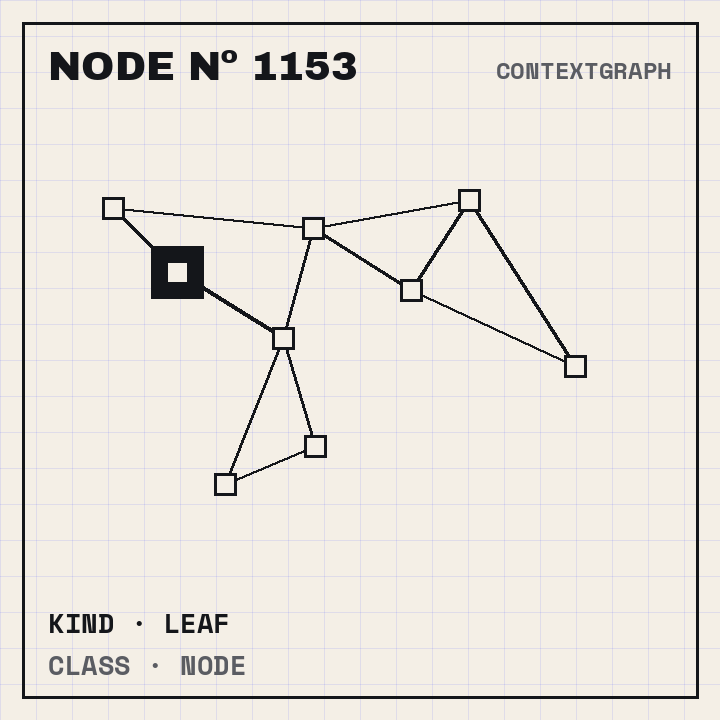 NODE Nº 1153
CONTEXTGRAPH
KIND · LEAF
CLASS · NODE